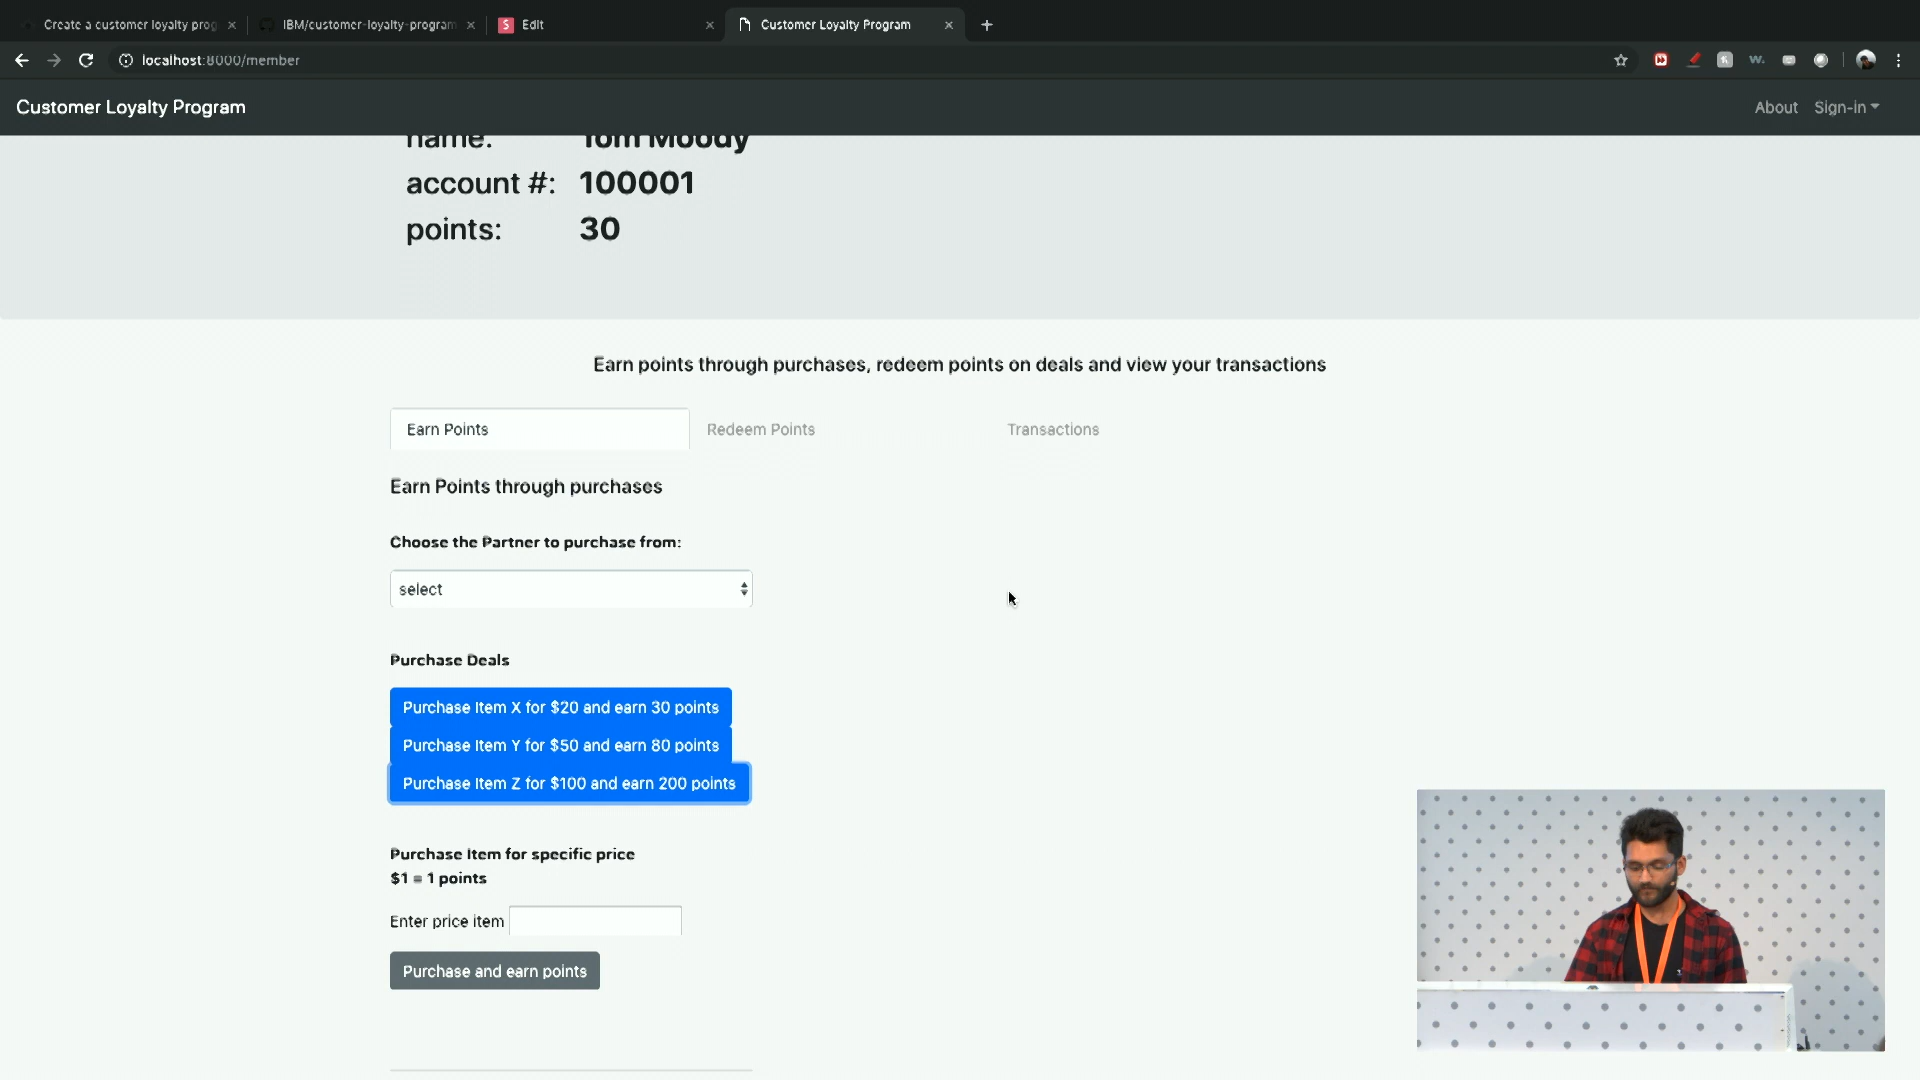 Create a customer loyalty prog
IBM/customer-loyalty-program
S Edit
Customer Loyalty Program
localhost:8000/member
w.
Customer Loyalty Program
About Sign-in
name: Tom Moody
account #: 100001
points: 30
Earn points through purchases, redeem points on deals and view your transactions
Earn Points Redeem Points Transactions
Earn Points through purchases
Choose the Partner to purchase from:
select
Purchase Deals
Purchase Item X for $20 and earn 30 points
Purchase Item Y for $50 and earn 80 points
Purchase Item Z for $100 and earn 200 points
Purchase Item for specific price
$1 = 1 points
Enter price item
Purchase and earn points